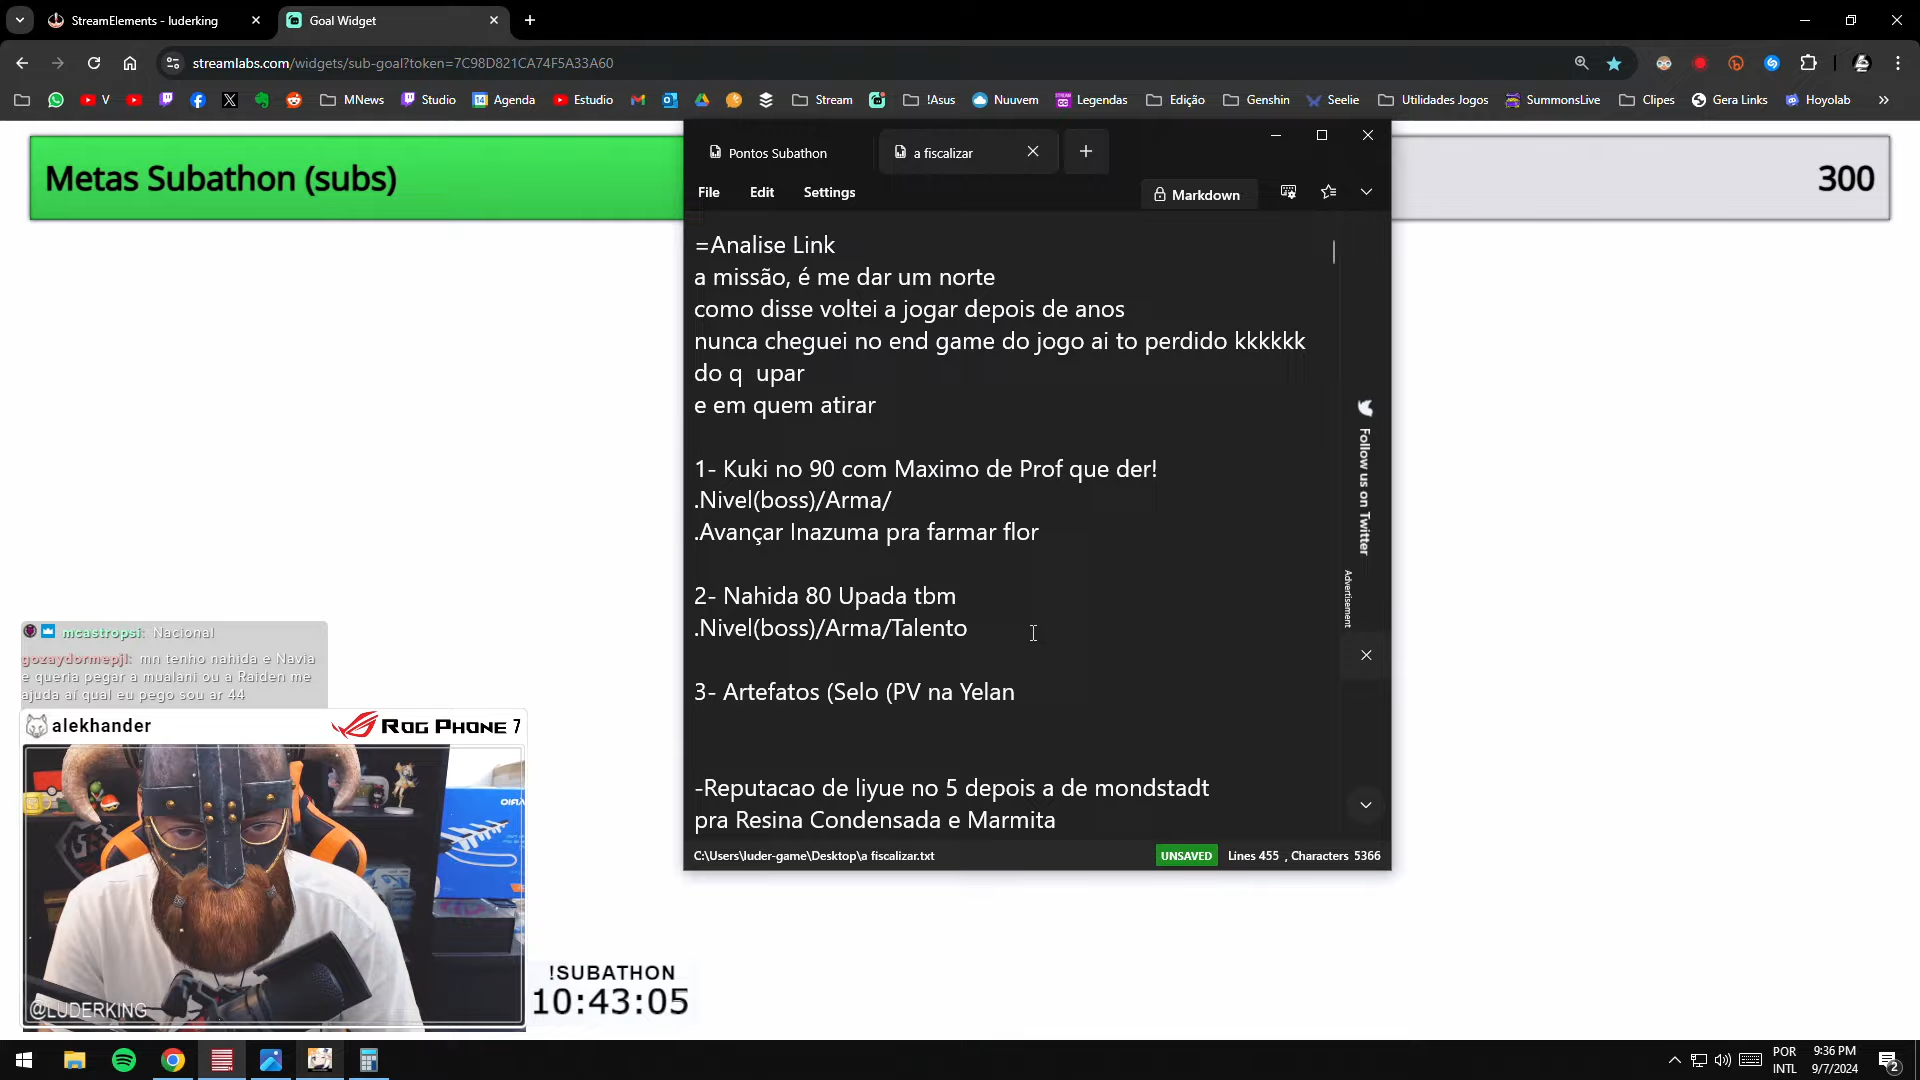 StreamElements - luderking
Goal Widget
streamlabs.com/widgets/sub-goal?token=7C98D821CA74F5A33A60
V
MNews
Studio
Agenda
Estudio
Stream
!Asus
Nuuvem
Legendas
Edição
Genshin
Seelie
Utilidades Jogos
SummonsLive
Clipes
Gera Links
Hoyolab
Metas Subathon (subs)
300
Pontos Subathon
a fiscalizar
File Edit Settings
Markdown
=Analise Link
a missão, é me dar um norte
como disse voltei a jogar depois de anos
nunca cheguei no end game do jogo ai to perdido kkkkkk
do q upar
e em quem atirar
1- Kuki no 90 com Maximo de Prof que der!
.Nivel(boss)/Arma/
.Avançar Inazuma pra farmar flor
2- Nahida 80 Upada tbm
.Nivel(boss)/Arma/Talento
3- Artefatos (Selo (PV na Yelan
-Reputacao de liyue no 5 depois a de mondstadt
pra Resina Condensada e Marmita
Follow us on Twitter
Advertisement
C:\Users\luder-game\Desktop\a fiscalizar.txt
UNSAVED
Lines 455 , Characters 5366
mcastropsi: Nacional
gozaydormepjl: mn tenho nahida e Navia
e queria pegar a mualani ou a Raiden me
ajuda aí qual eu pego sou ar 44
alekhander
ROG PHONE 7
@LUDERKING
!SUBATHON
10:43:05
POR
INTL
9:36 PM
9/7/2024
2